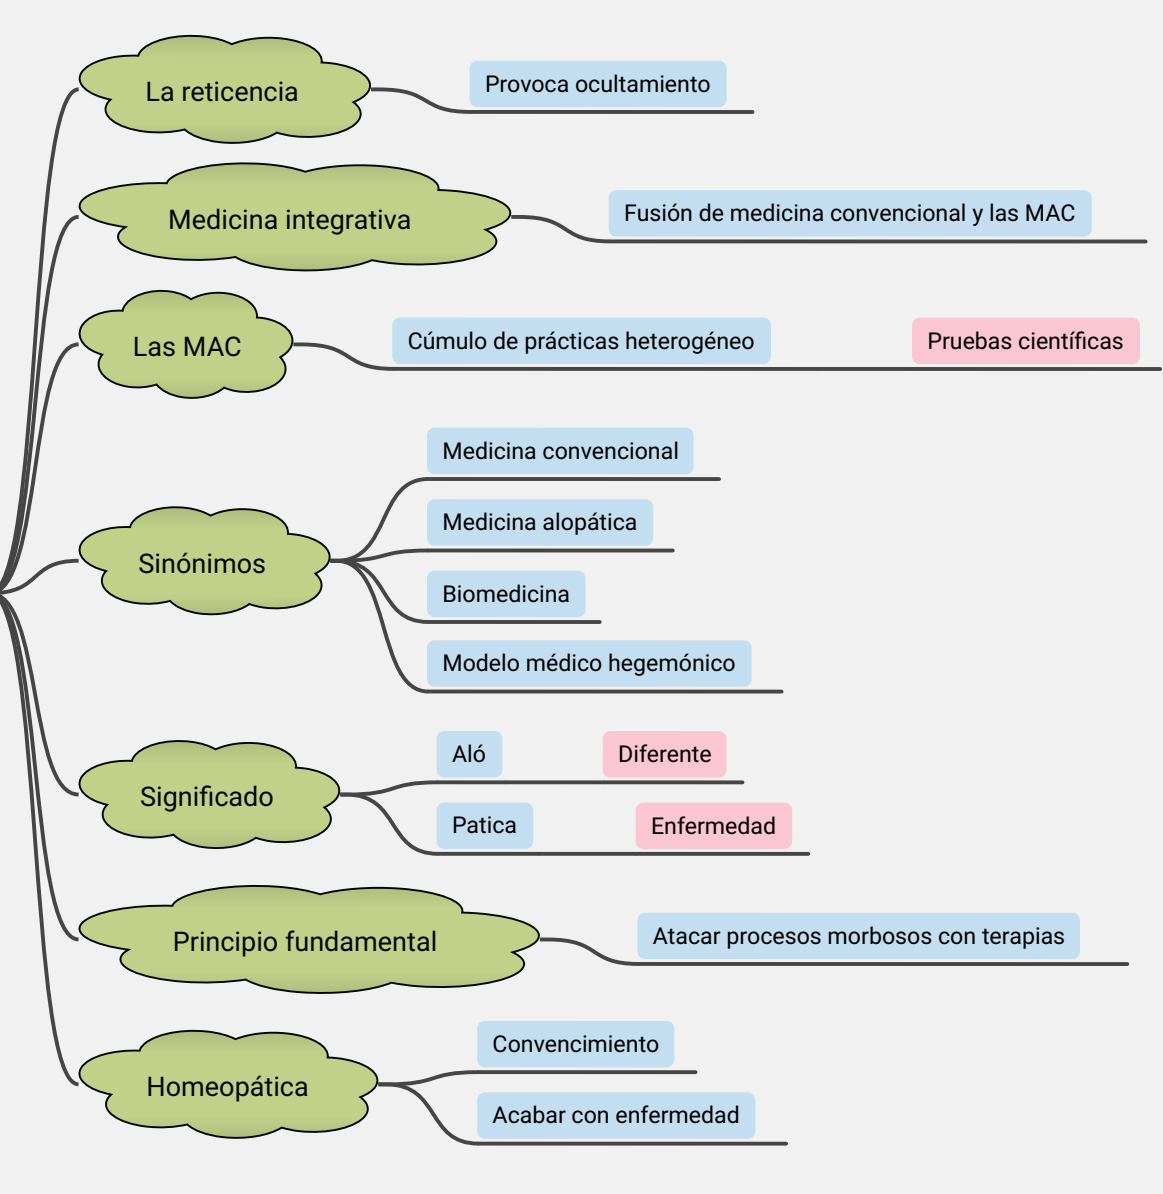 La reticencia
Provoca ocultamiento
Medicina integrativa
Fusión de medicina convencional y las MAC
Las MAC
Cúmulo de prácticas heterogéneo
Pruebas científicas
Sinónimos
Medicina convencional
Medicina alopática
Biomedicina
Modelo médico hegemónico
Significado
Aló
Diferente
Patica
Enfermedad
Principio fundamental
Atacar procesos morbosos con terapias
Homeopática
Convencimiento
Acabar con enfermedad